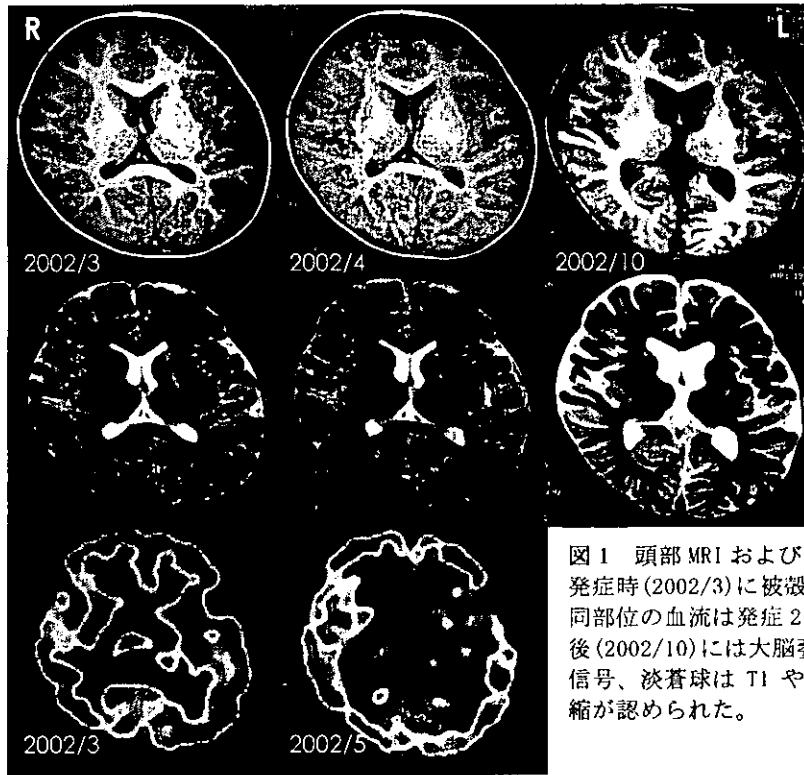 R
L
2002/3
2002/4
2002/10
2002/3
2002/5
図1 頭部 MRI および
発症時(2002/3)に被殻
同部位の血流は発症 2
後(2002/10)には大脳
信号、淡蒼球は T1 や
縮が認められた。